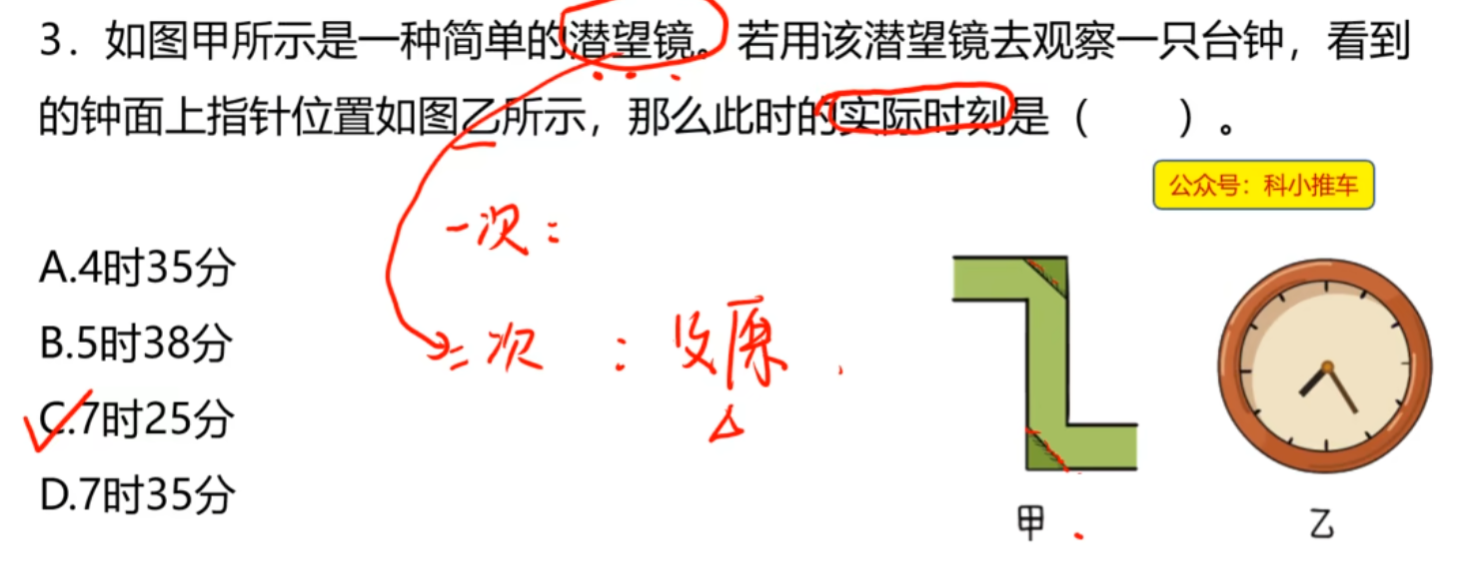 3．如图甲所示是一种简单的潜望镜。若用该潜望镜去观察一只台钟，看到
的钟面上指针位置如图乙所示，那么此时的实际时刻是（　　）。
公众号：科小推车
一次：
A.4时35分
B.5时38分
二次：复原
C.7时25分
D.7时35分
甲
乙